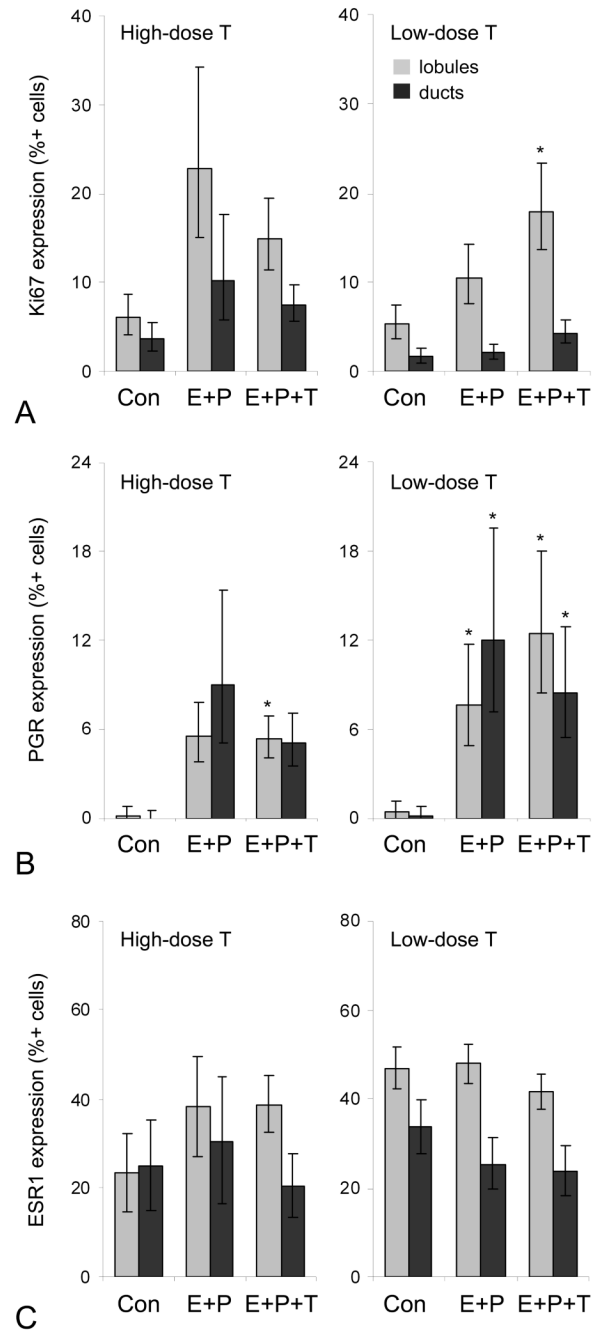 High-dose T
Low-dose T
lobules
ducts
Ki67 expression (%+ cells)
40
30
20
10
0
40
30
20
10
0
*
Con E+P E+P+T
Con E+P E+P+T
A
High-dose T
Low-dose T
PGR expression (%+ cells)
24
18
12
6
0
24
18
12
6
0
*
* * * *
Con E+P E+P+T
Con E+P E+P+T
B
High-dose T
Low-dose T
ESR1 expression (%+ cells)
80
60
40
20
0
80
60
40
20
0
Con E+P E+P+T
Con E+P E+P+T
C